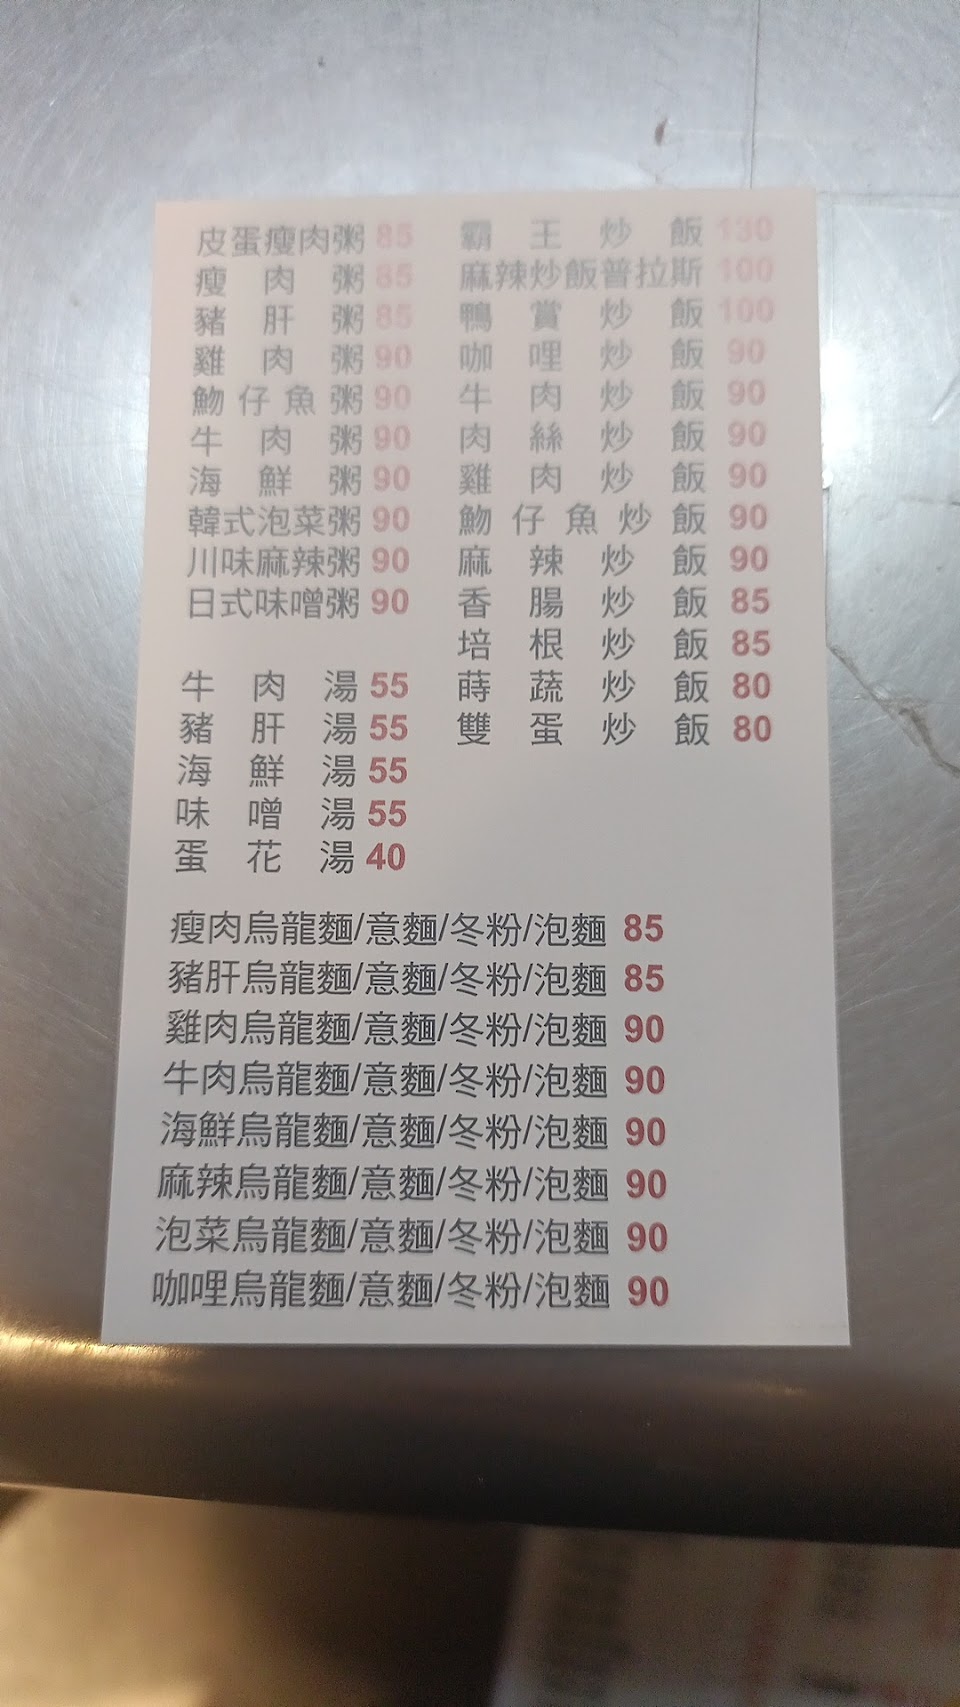 皮蛋瘦肉粥 85
瘦肉粥 85
豬肝粥 85
雞肉粥 90
魩仔魚粥 90
牛肉粥 90
海鮮粥 90
韓式泡菜粥 90
川味麻辣粥 90
日式味噌粥 90
牛肉湯 55
豬肝湯 55
海鮮湯 55
味噌湯 55
蛋花湯 40
霸王炒飯 130
麻辣炒飯普拉斯 100
鴨賞炒飯 100
咖哩炒飯 90
牛肉炒飯 90
肉絲炒飯 90
雞肉炒飯 90
魩仔魚炒飯 90
麻辣炒飯 90
香腸炒飯 85
培根炒飯 85
蒔蔬炒飯 80
雙蛋炒飯 80
瘦肉烏龍麵/意麵/冬粉/泡麵 85
豬肝烏龍麵/意麵/冬粉/泡麵 85
雞肉烏龍麵/意麵/冬粉/泡麵 90
牛肉烏龍麵/意麵/冬粉/泡麵 90
海鮮烏龍麵/意麵/冬粉/泡麵 90
麻辣烏龍麵/意麵/冬粉/泡麵 90
泡菜烏龍麵/意麵/冬粉/泡麵 90
咖哩烏龍麵/意麵/冬粉/泡麵 90